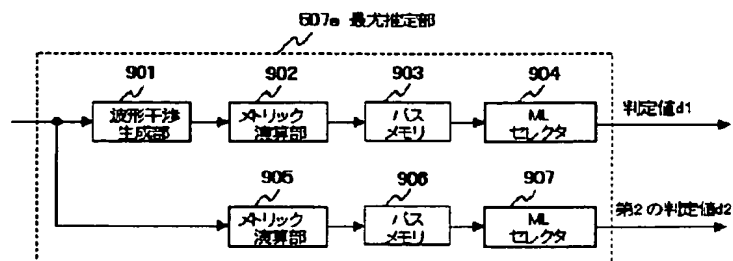 507a 最尤推定部
901
902
903
904
波形干渉
生成部
メトリック
演算部
パス
メモリ
ML
セレクタ
判定値d1
905
906
907
メトリック
演算部
パス
メモリ
ML
セレクタ
第2の判定値d2